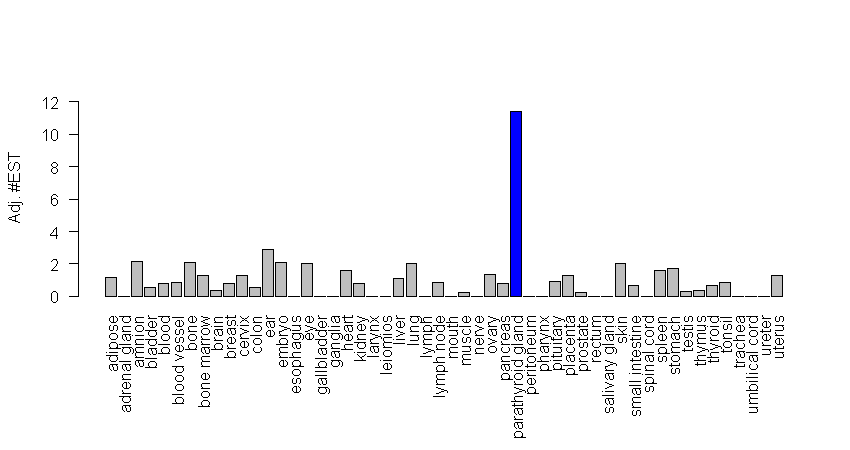 Adj. #EST
12
10
8
6
4
2
0
adipose
adrenal gland
amnion
bladder
blood
blood vessel
bone
bone marrow
brain
breast
cervix
colon
ear
embryo
esophagus
eye
gallbladder
ganglia
heart
kidney
larynx
leiomios
liver
lung
lymph
lymph node
mouth
muscle
nerve
ovary
pancreas
parathyroid gland
peritoneum
pharynx
pituitary
placenta
prostate
rectum
salivary gland
skin
small intestine
spinal cord
spleen
stomach
testis
thymus
thyroid
tonsil
trachea
umbilical cord
ureter
uterus